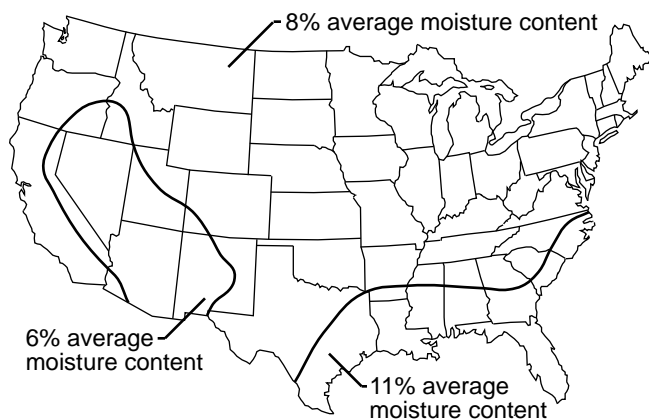 8% average moisture content
6% average
moisture content
11% average
moisture content